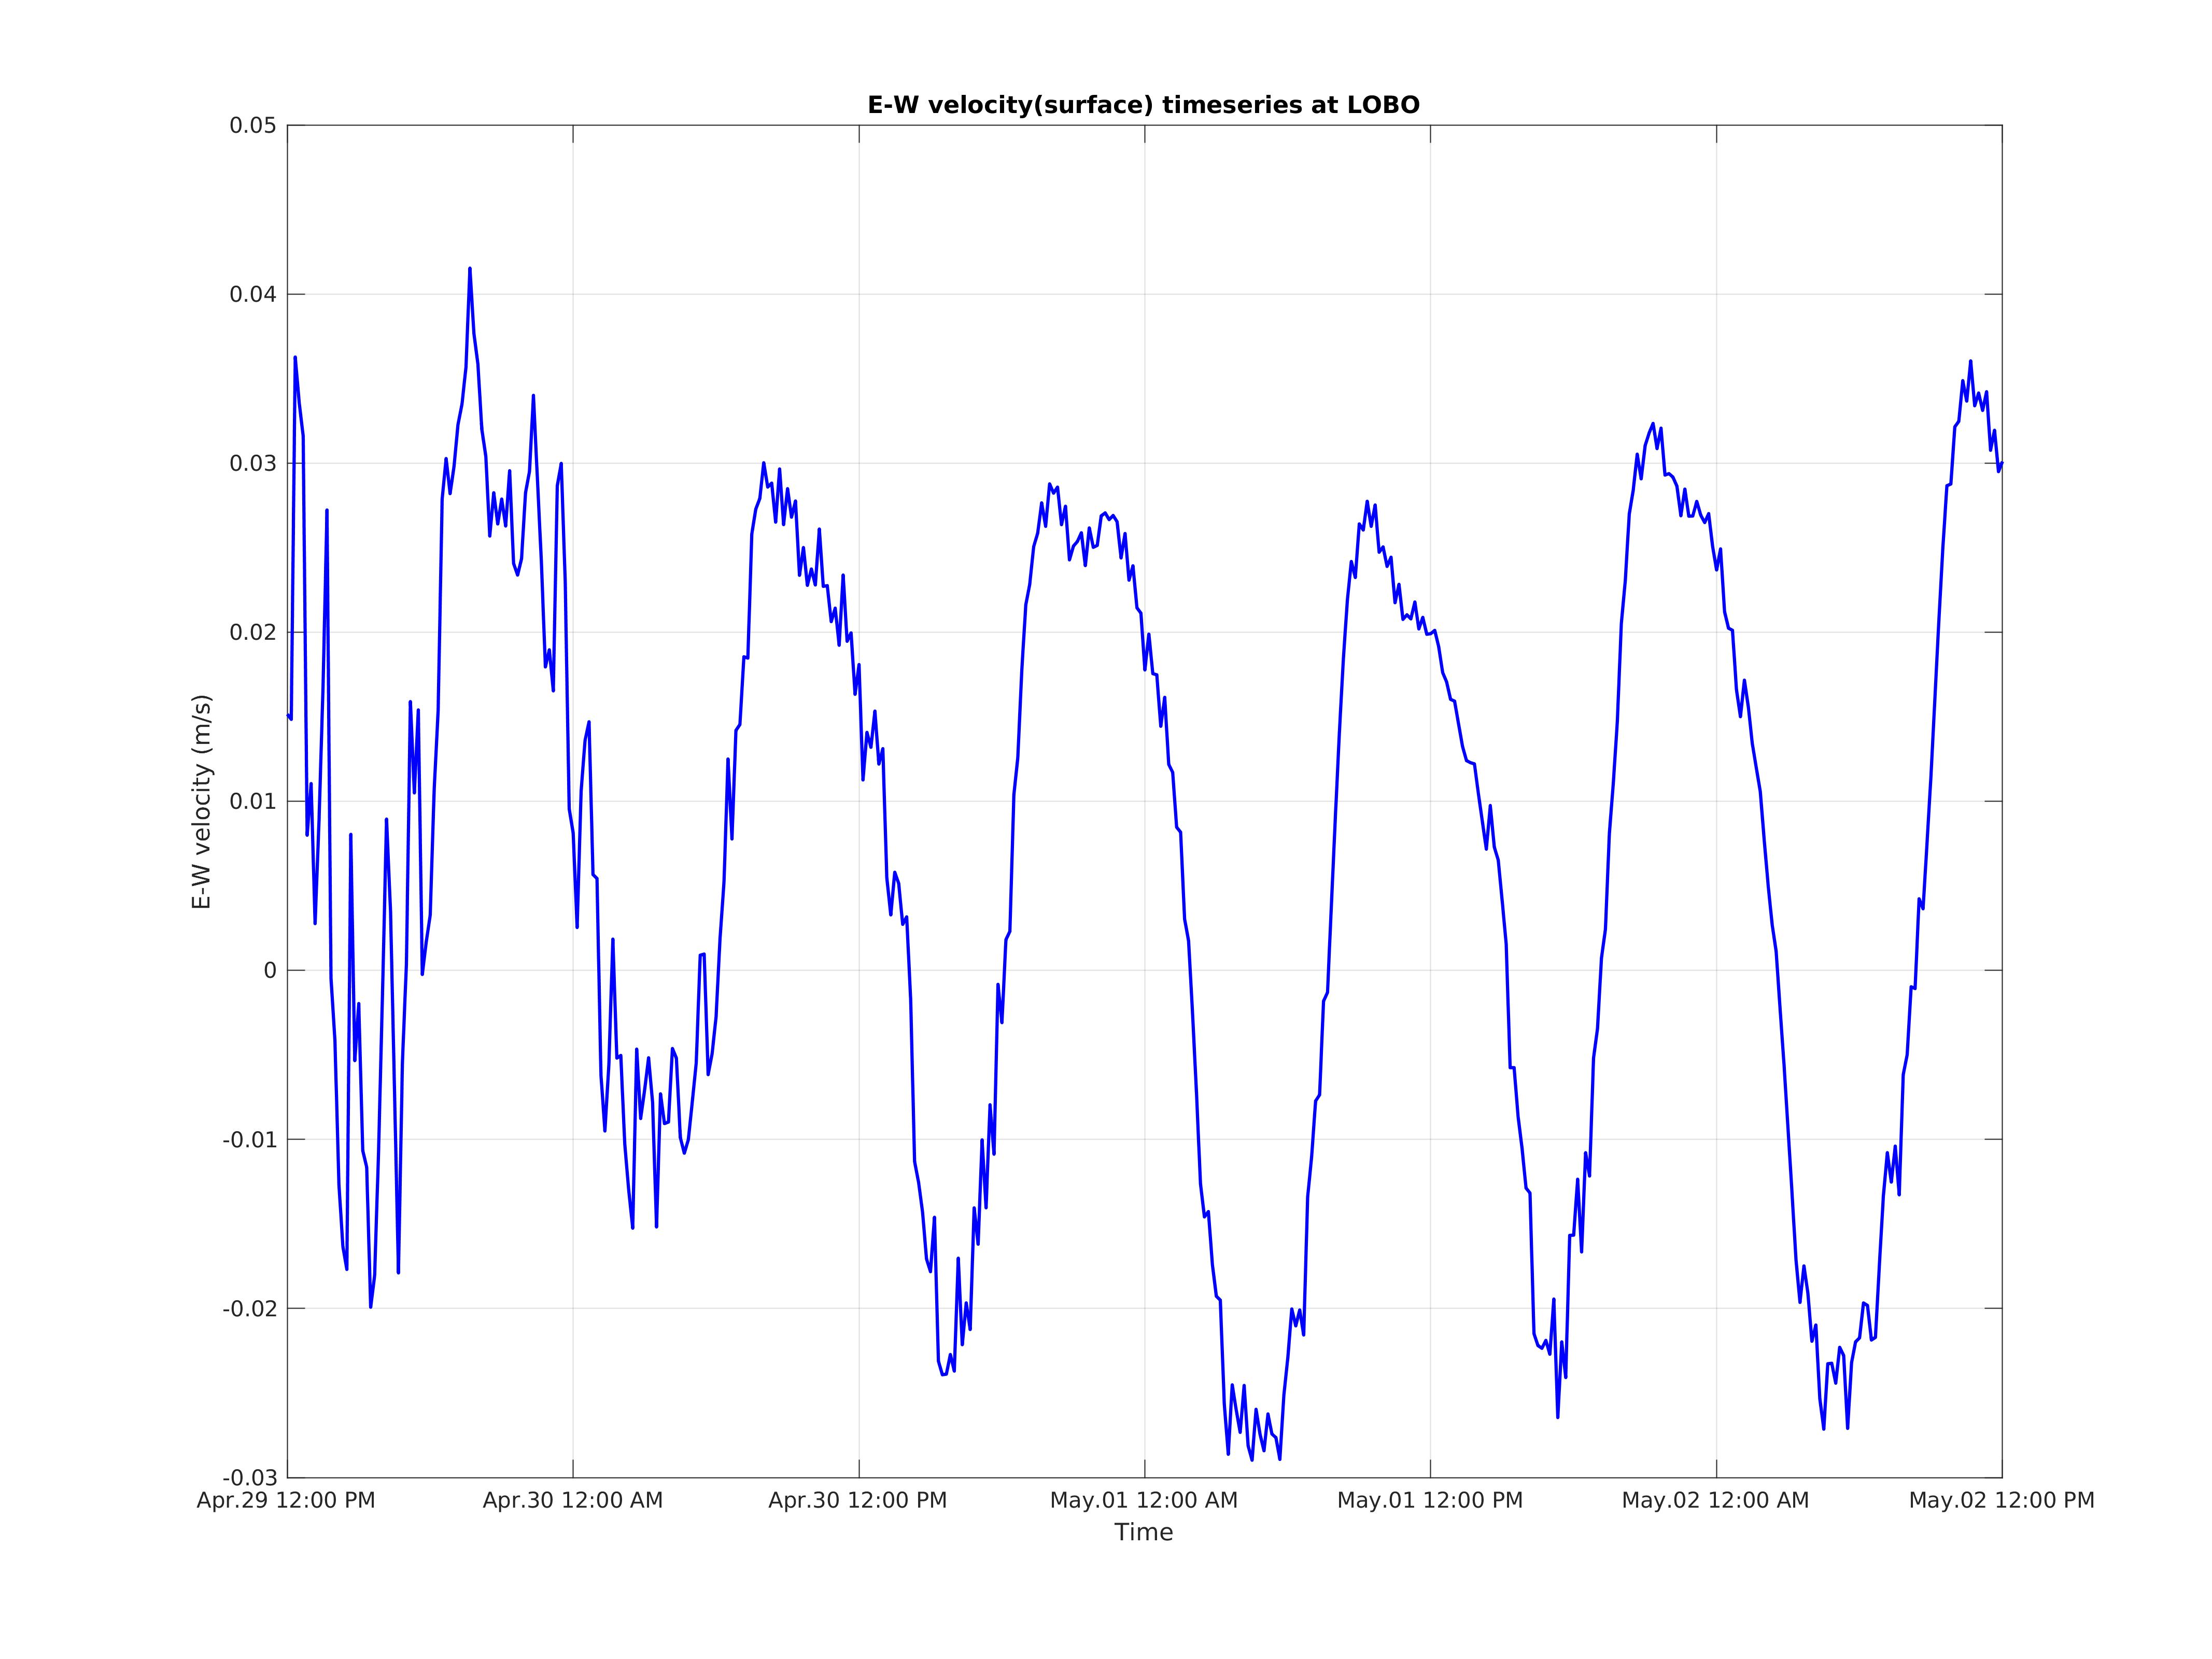 E-W velocity(surface) timeseries at LOBO
0.05
0.04
0.03
0.02
0.01
0
-0.01
-0.02
-0.03
E-W velocity (m/s)
Apr.29 12:00 PM
Apr.30 12:00 AM
Apr.30 12:00 PM
May.01 12:00 AM
May.01 12:00 PM
May.02 12:00 AM
May.02 12:00 PM
Time